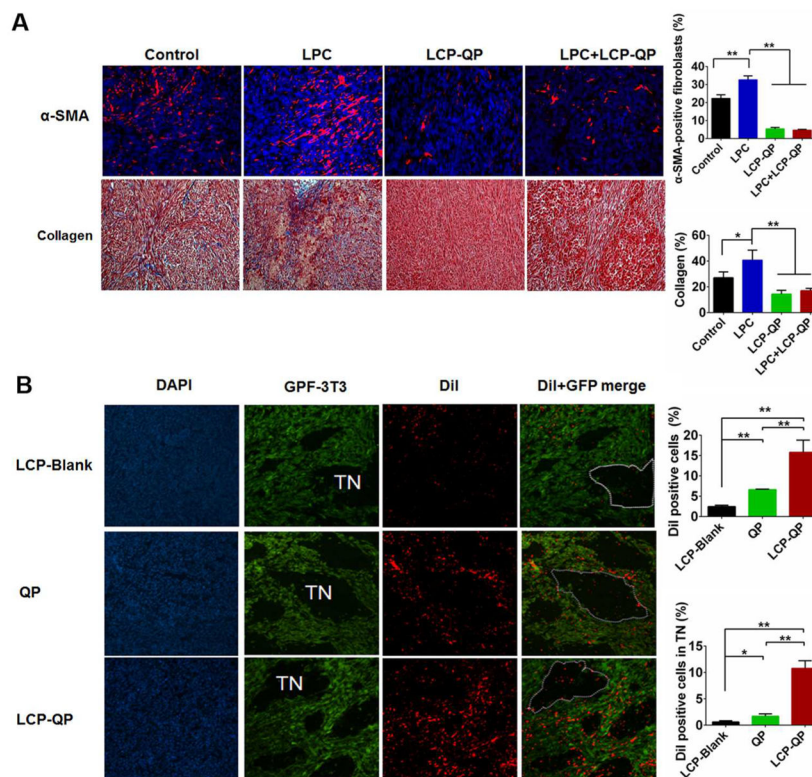 A
Control LPC LCP-QP LPC+LCP-QP
α-SMA
Collagen
α-SMA-positive fibroblasts (%)
40
30
20
10
0
** **
Control
LPC
LCP-QP
LPC+LCP-QP
Collagen (%)
60
40
20
0
* **
Control
LPC
LCP-QP
LPC+LCP-QP
B
DAPI GPF-3T3 Dil Dil+GFP merge
LCP-Blank
TN
QP
TN
LCP-QP
TN
Dil positive cells (%)
20
15
10
5
0
**
** **
LCP-Blank
QP
LCP-QP
Dil positive cells in TN (%)
15
10
5
0
**
* **
LCP-Blank
QP
LCP-QP